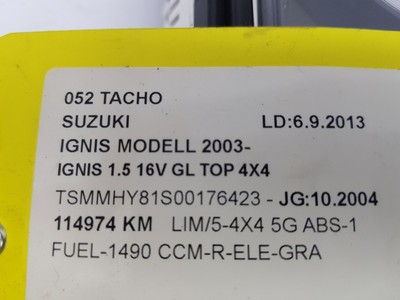 052 TACHO
SUZUKI LD:6.9.2013
IGNIS MODELL 2003-
IGNIS 1.5 16V GL TOP 4X4
TSMMHY81S00176423 - JG:10.2004
114974 KM LIM/5-4X4 5G ABS-1
FUEL-1490 CCM-R-ELE-GRA